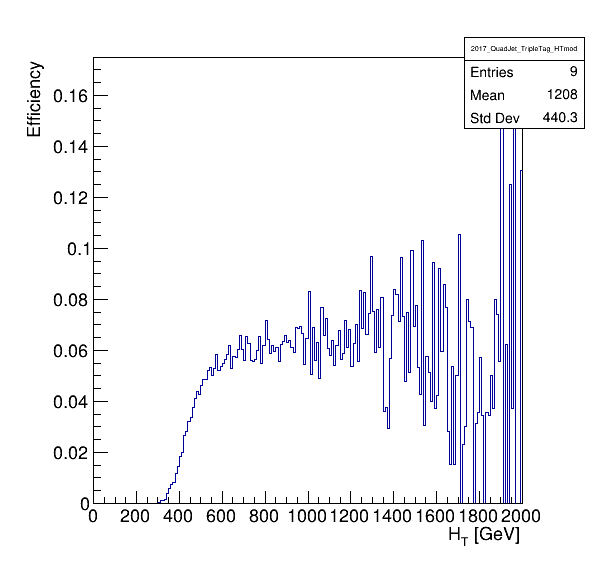 2017_QuadJet_TripleTag_HTmod
Entries 9
Mean 1208
Std Dev 440.3
Efficiency
0.16
0.14
0.12
0.1
0.08
0.06
0.04
0.02
0
0 200 400 600 800 1000 1200 1400 1600 1800 2000
H_T [GeV]